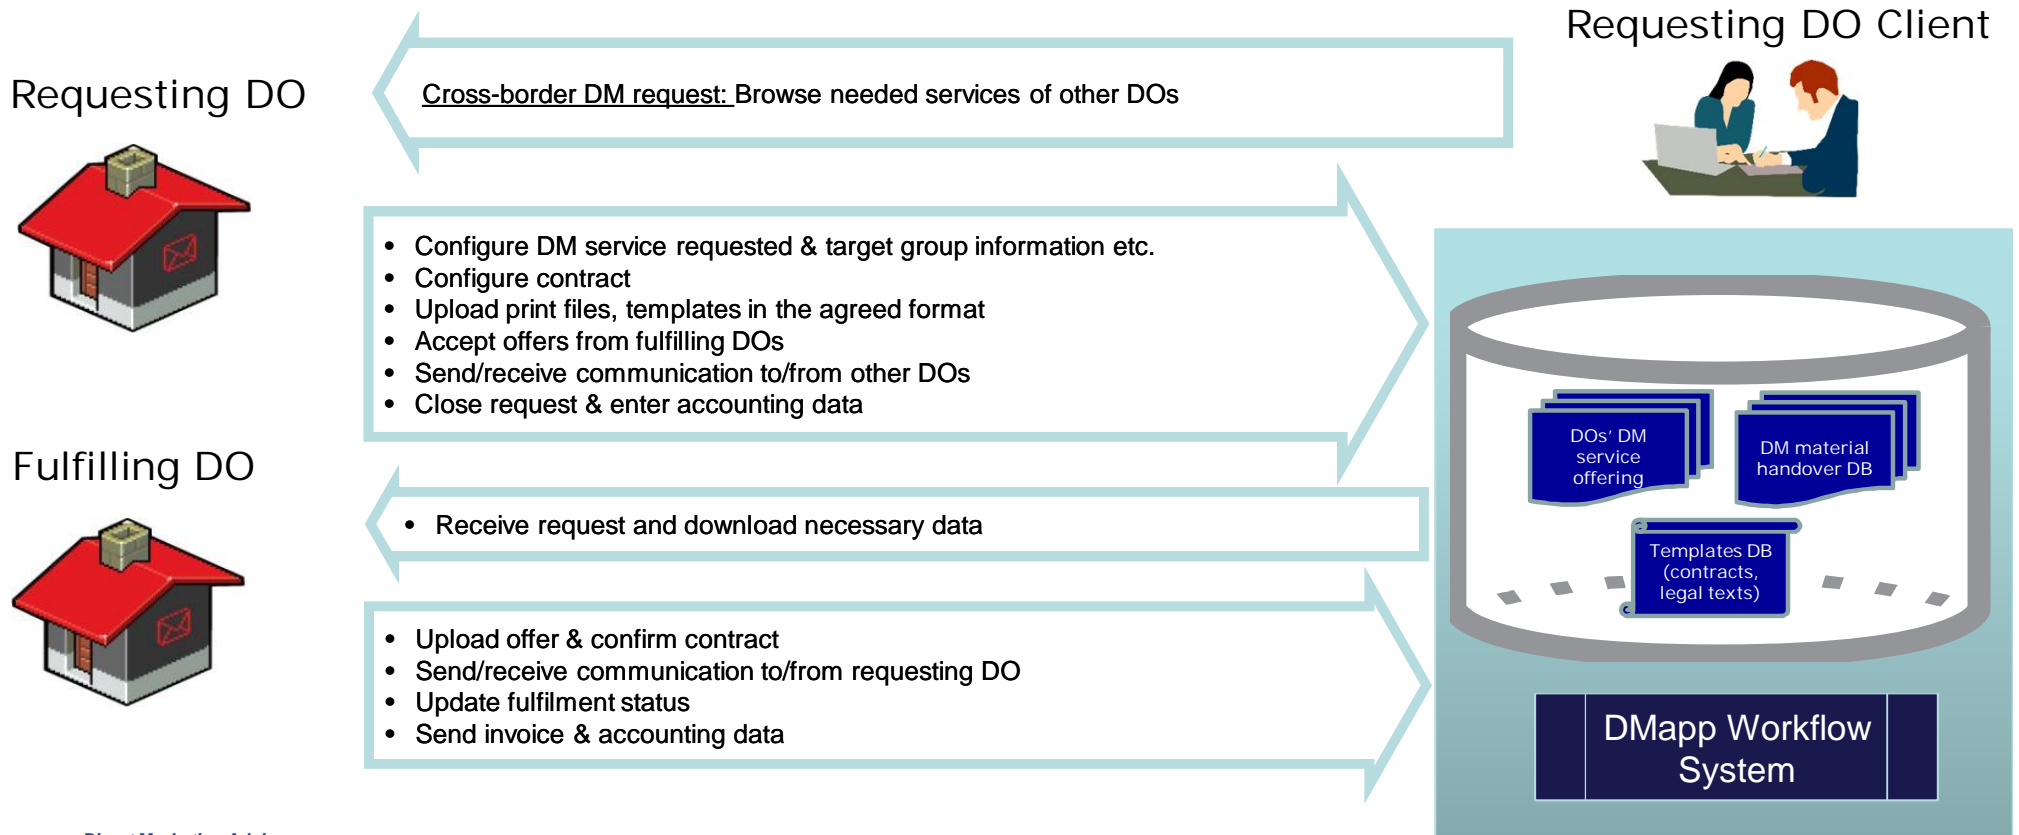 Requesting DO Client
Requesting DO
Cross-border DM request: Browse needed services of other DOs
• Configure DM service requested & target group information etc.
• Configure contract
• Upload print files, templates in the agreed format
• Accept offers from fulfilling DOs
• Send/receive communication to/from other DOs
• Close request & enter accounting data
Fulfilling DO
• Receive request and download necessary data
• Upload offer & confirm contract
• Send/receive communication to/from requesting DO
• Update fulfilment status
• Send invoice & accounting data
DOs' DM
service
offering
DM material
handover DB
Templates DB
(contracts,
legal texts)
DMapp Workflow
System